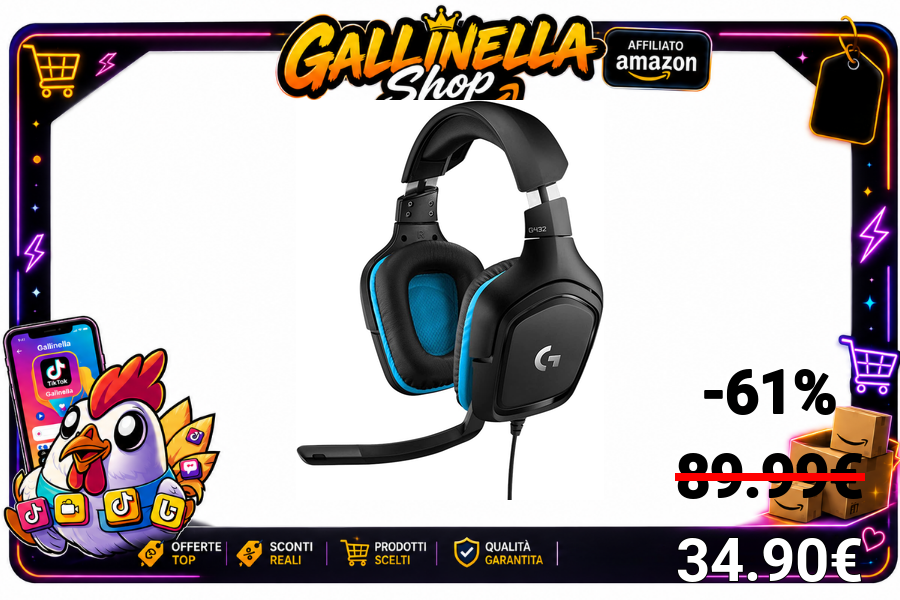 GALLINELLA
Shop
AFFILIATO
amazon
G432
G
Gallinella
TikTok
Gallinella
-61%
89.99€
34.90€
OFFERTE
TOP
SCONTI
REALI
PRODOTTI
SCELTI
QUALITÀ
GARANTITA